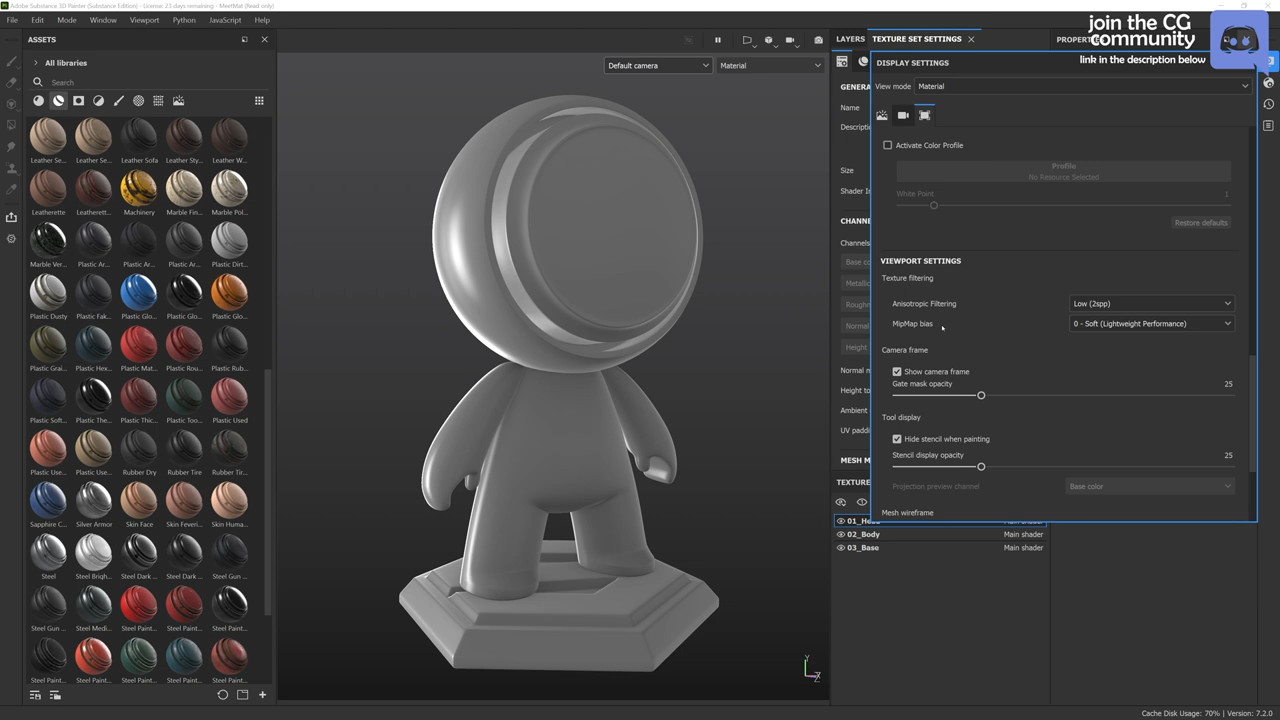 Adobe Substance 3D Painter (Substance Edition) - License: 23 days remaining - MeetMat (Read only)
File Edit Mode Window Viewport Python JavaScript Help
join the CG
community
link in the description below
ASSETS
All libraries
Search
Leather Se...
Leather Se...
Leather Sofa
Leather Sty...
Leather W...
Leatherette
Leatherett...
Machinery
Marble Fin...
Marble Pol...
Marble Ver...
Plastic Ar...
Plastic Ar...
Plastic Ar...
Plastic Dirt...
Plastic Dusty
Plastic Fak...
Plastic Glo...
Plastic Glo...
Plastic Glo...
Plastic Grai...
Plastic Hex...
Plastic Mat...
Plastic Rou...
Plastic Rub...
Plastic Soft...
Plastic The...
Plastic Thic...
Plastic Too...
Plastic Used
Plastic Use...
Plastic Use...
Rubber Dry
Rubber Tire
Rubber Tir...
Sapphire C...
Silver Armor
Skin Face
Skin Feveri...
Skin Huma...
Steel
Steel Brigh...
Steel Dark ...
Steel Dark ...
Steel Gun ...
Steel Gun ...
Steel Medi...
Steel Paint...
Steel Paint...
Steel Paint...
Steel Paint...
Steel Paint...
Steel Paint...
Steel Paint...
Steel Paint...
Default camera
Material
Y
Z
LAYERS
TEXTURE SET SETTINGS
PROPERT
GENERA
Name
Descripti
Size
Shader In
CHANNE
Channels
Base co
Metallic
Roughn
Normal
Height
Normal m
Height to
Ambient
UV paddi
MESH M
TEXTURE
01_He
Main shader
02_Body
Main shader
03_Base
Main shader
DISPLAY SETTINGS
View mode
Material
Activate Color Profile
Profile
No Resource Selected
White Point
1
Restore defaults
VIEWPORT SETTINGS
Texture filtering
Anisotropic Filtering
Low (2spp)
MipMap bias
0 - Soft (Lightweight Performance)
Camera frame
Show camera frame
Gate mask opacity
25
Tool display
Hide stencil when painting
Stencil display opacity
25
Projection preview channel
Base color
Mesh wireframe
Cache Disk Usage: 70% | Version: 7.2.0